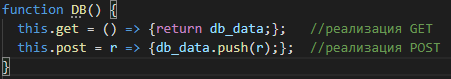 function DB() {
this.get = () => {return db_data;};   //реализация GET
this.post = r => {db_data.push(r);};  //реализация POST
}